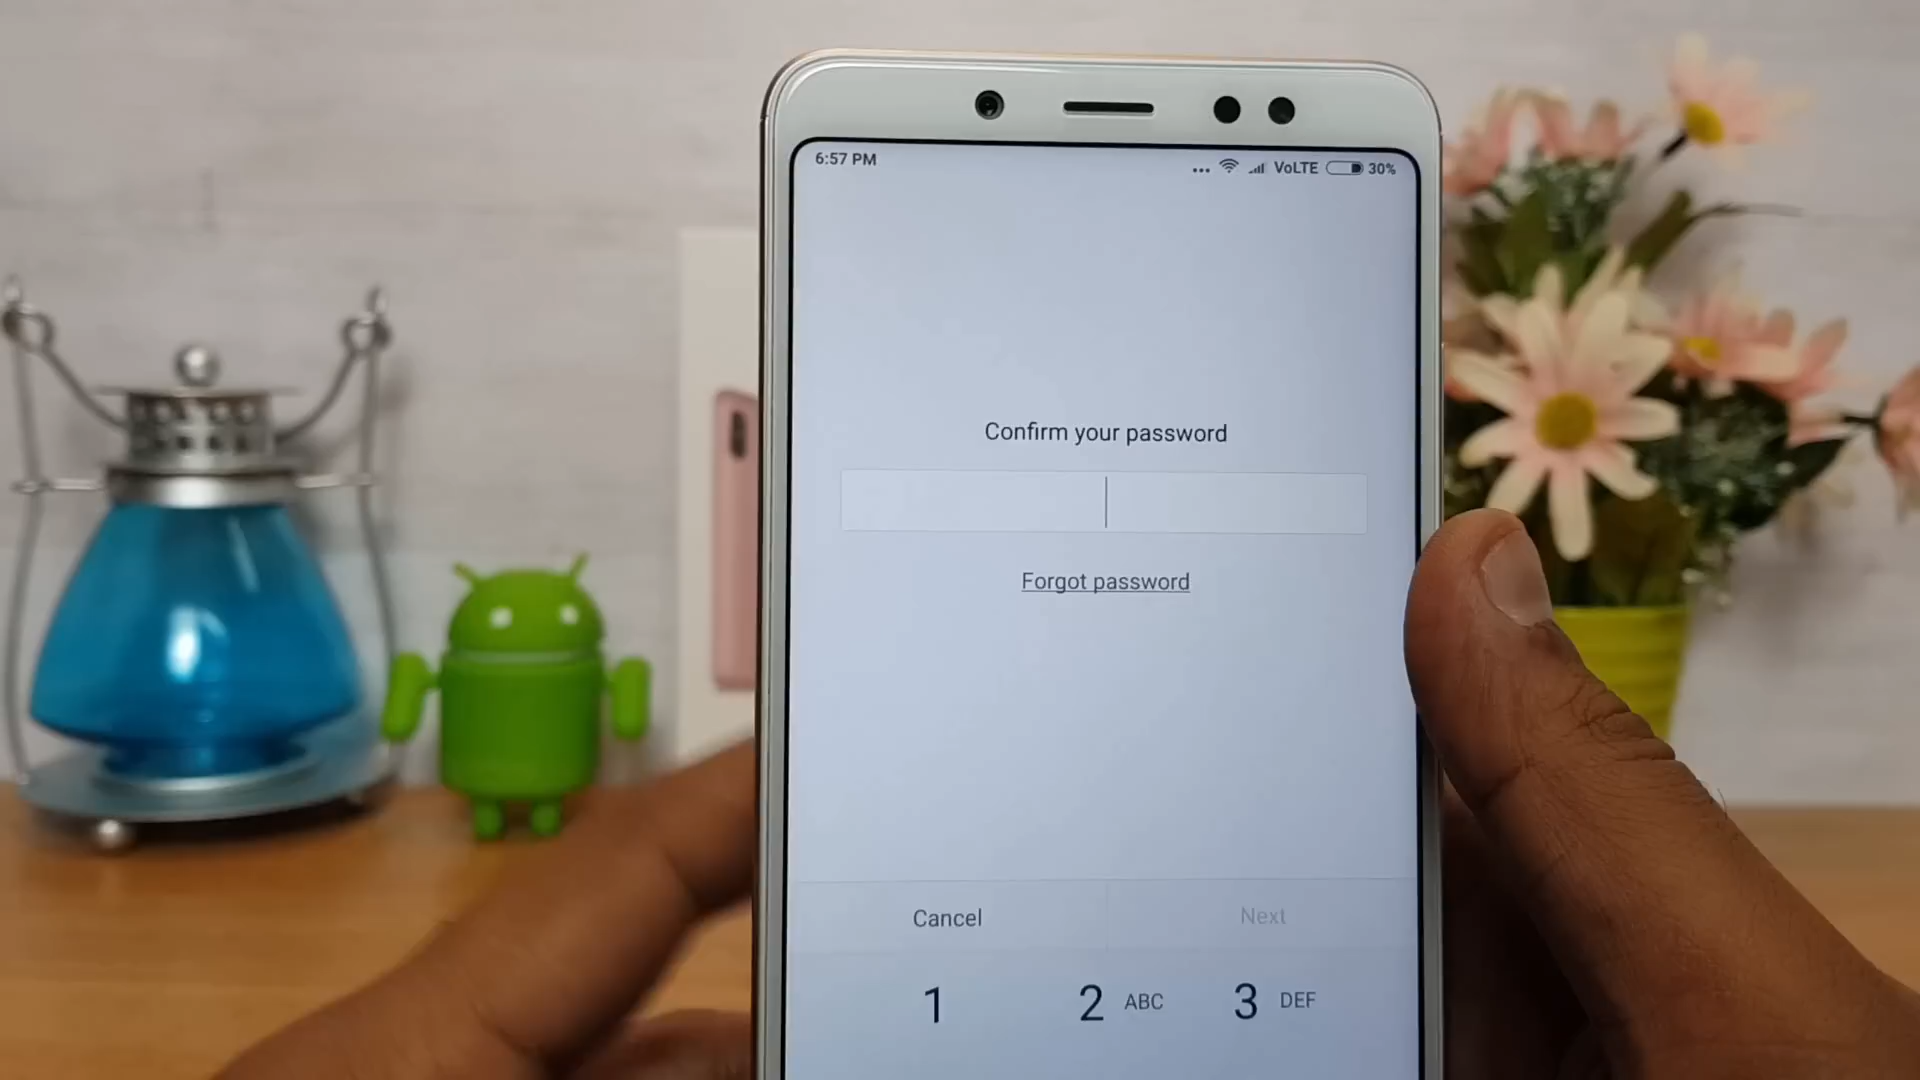 6:57 PM
... VoLTE 30%
Confirm your password
Forgot password
Cancel Next
1 2 ABC 3 DEF